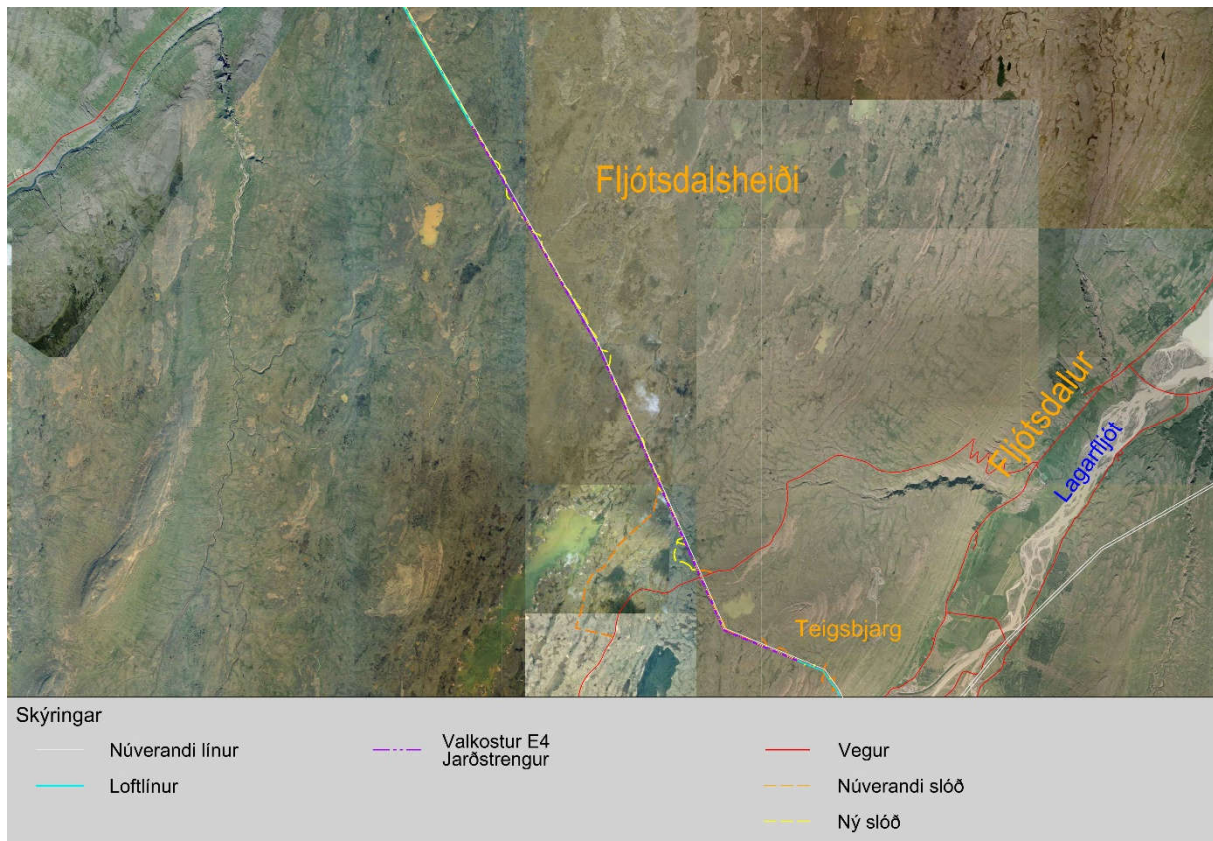 Fljótsdalsheiði
Fljótsdalur
Lagarfljót
Teigsbjarg
Skýringar
Núverandi línur
Loftlínur
Valkostur E4
Jarðstrengur
Vegur
Núverandi slóð
Ný slóð